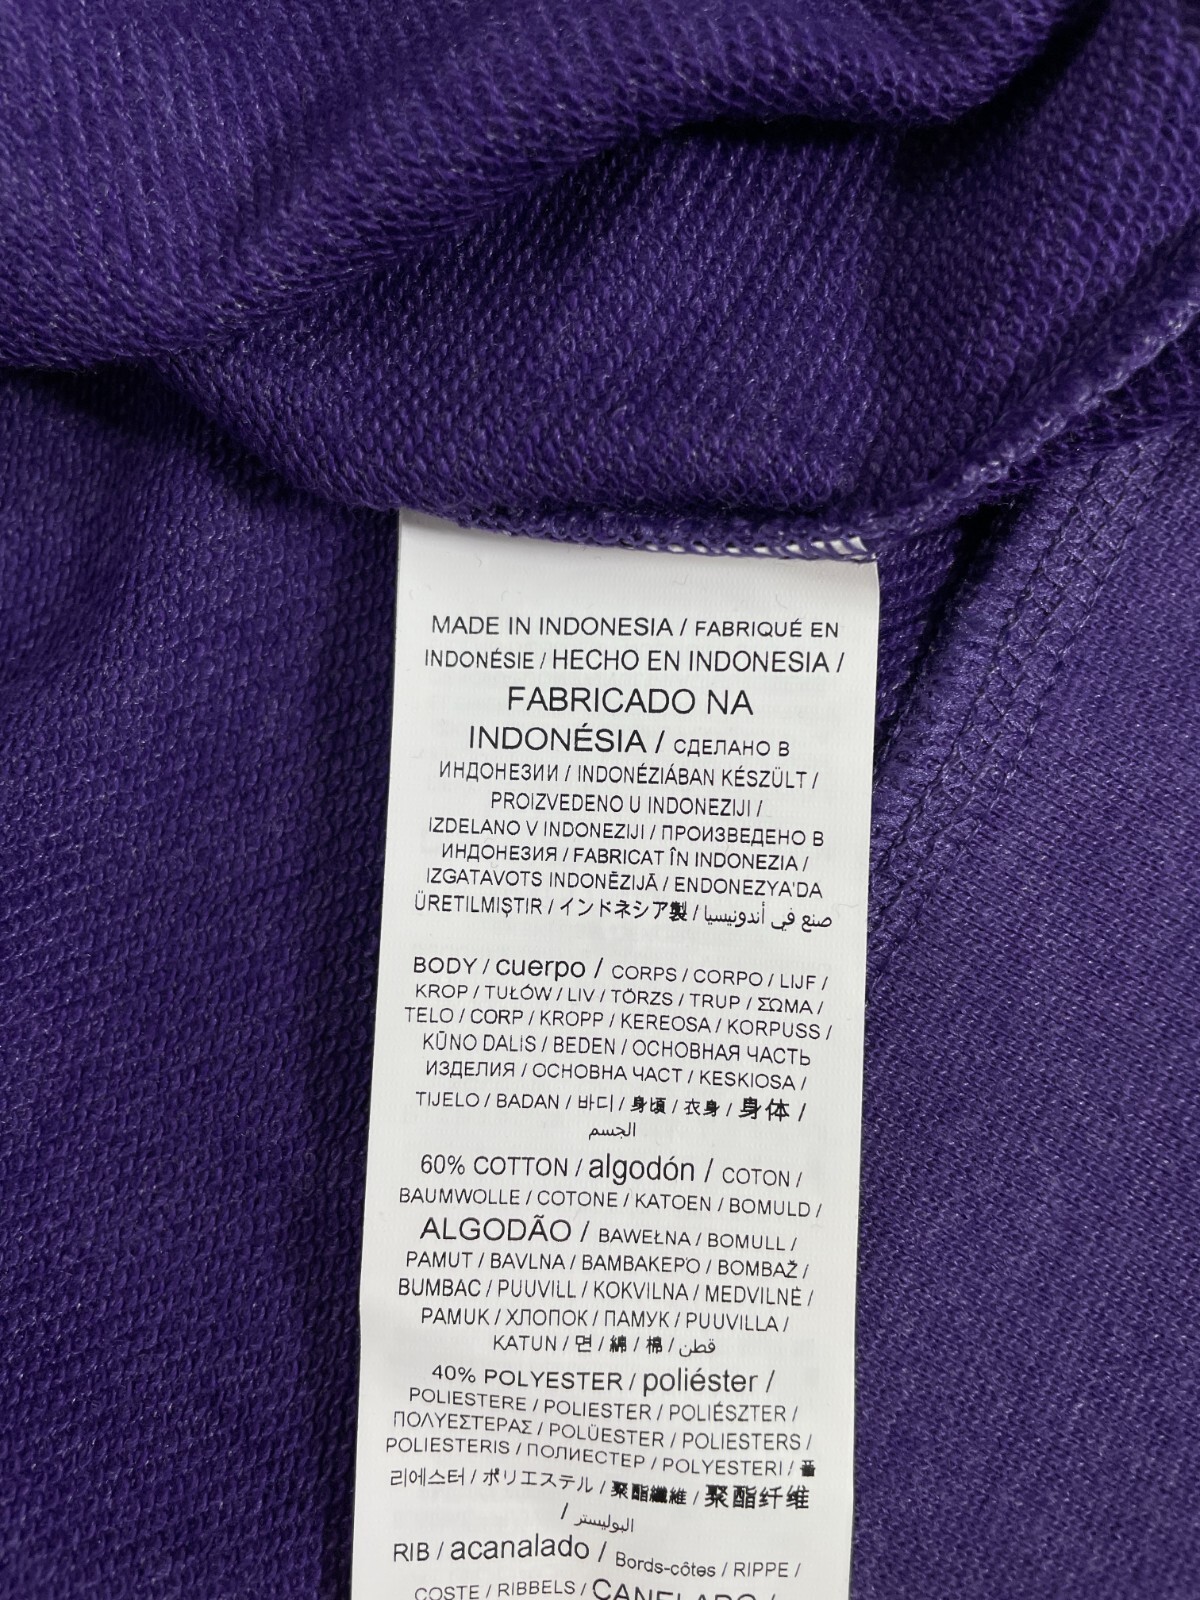 MADE IN INDONESIA / FABRIQUÉ EN
INDONÉSIE / HECHO EN INDONESIA /
FABRICADO NA
INDONÉSIA / СДЕЛАНО В
ИНДОНЕЗИИ / INDONÉZIÁBAN KÉSZÜLT /
PROIZVEDENO U INDONEZIJI /
IZDELANO V INDONEZIJI / ПРОИЗВЕДЕНО В
ИНДОНЕЗИЯ / FABRICAT ÎN INDONEZIA /
IZGATAVOTS INDONĒZIJĀ / ENDONEZYA'DA
ÜRETILMIŞTIR / インドネシア製 / صنع في أندونيسيا
BODY / cuerpo / CORPS / CORPO / LIJF /
KROP / TUŁÓW / LIV / TÖRZS / TRUP / ΣΩΜΑ /
TELO / CORP / KROPP / KEREOSA / KORPUSS /
KŪNO DALIS / BEDEN / ОСНОВНАЯ ЧАСТЬ
ИЗДЕЛИЯ / ОСНОВНА ЧАСТ / KESKIOSA /
TIJELO / BADAN / 바디 / 身頃 / 衣身 / 身体 /
الجسم
60% COTTON / algodón / COTON /
BAUMWOLLE / COTONE / KATOEN / BOMULD /
ALGODÃO / BAWEŁNA / BOMULL /
PAMUT / BAVLNA / ΒΑΜΒΑΚΕΡΌ / BOMBAŽ /
BUMBAC / PUUVILL / KOKVILNA / MEDVILNĖ /
PAMUK / ХЛОПОК / ПАМУК / PUUVILLA /
KATUN / 면 / 綿 / 棉 / قطن
40% POLYESTER / poliéster /
POLIESTERE / POLIESTER / POLIÉSZTER /
ΠΟΛΥΕΣΤΕΡΑΣ / POLÜESTER / POLIESTERS /
POLIESTERIS / ПОЛИЕСТЕР / POLYESTERI /
리에스터 / ポリエステル / 聚酯纖維 / 聚酯纤维
/ البوليستر
RIB / acanalado / Bords-côtes / RIPPE /
COSTE / RIBBELS / CANELADO /